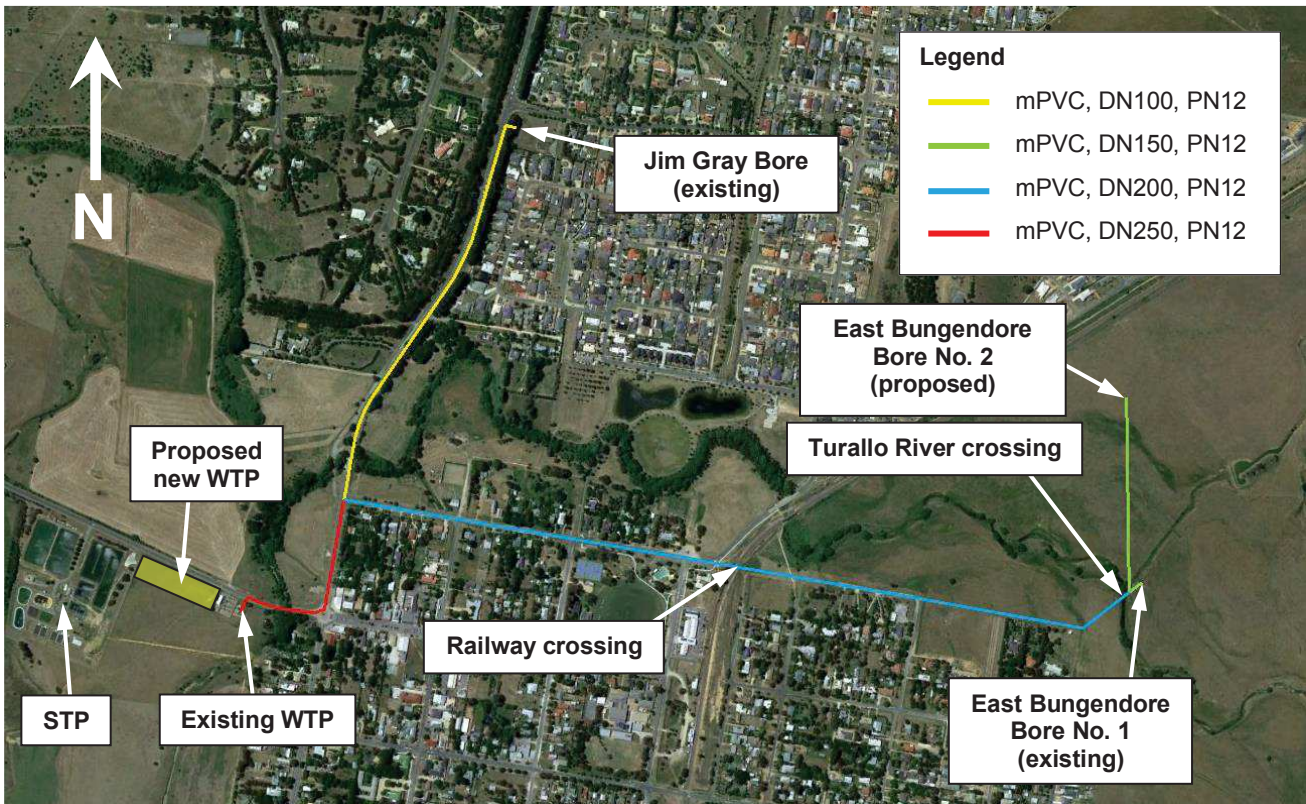 Legend
mPVC, DN100, PN12
mPVC, DN150, PN12
mPVC, DN200, PN12
mPVC, DN250, PN12
N
Jim Gray Bore
(existing)
East Bungendore
Bore No. 2
(proposed)
Turallo River crossing
Proposed
new WTP
Railway crossing
STP
Existing WTP
East Bungendore
Bore No. 1
(existing)